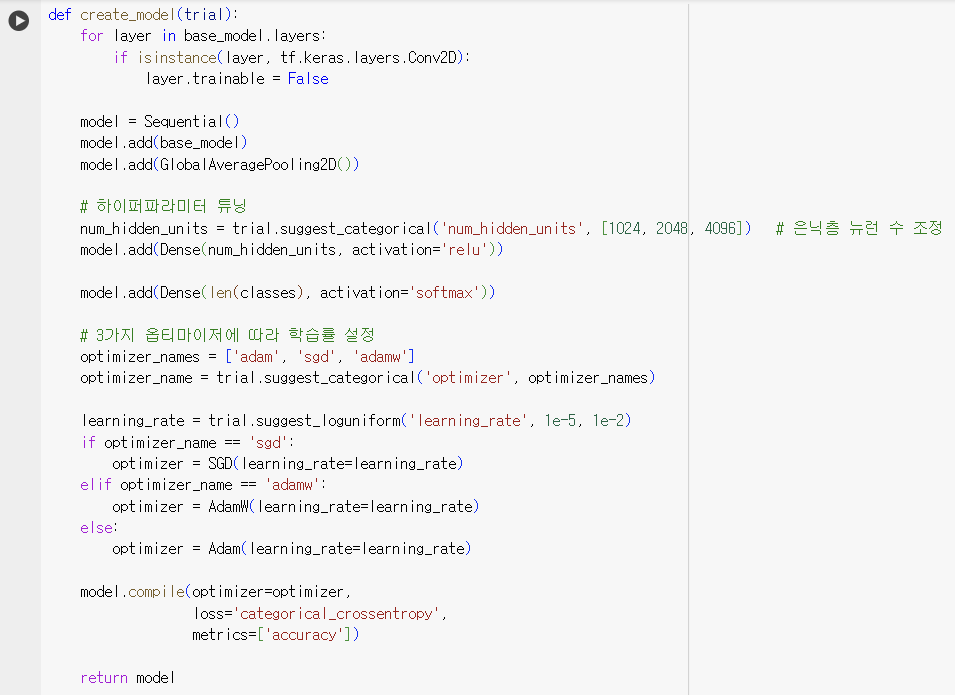 def create_model(trial):
    for layer in base_model.layers:
        if isinstance(layer, tf.keras.layers.Conv2D):
            layer.trainable = False

    model = Sequential()
    model.add(base_model)
    model.add(GlobalAveragePooling2D())

    # 하이퍼파라미터 튜닝
    num_hidden_units = trial.suggest_categorical('num_hidden_units', [1024, 2048, 4096])   # 은닉층 뉴런 수 조정
    model.add(Dense(num_hidden_units, activation='relu'))

    model.add(Dense(len(classes), activation='softmax'))

    # 3가지 옵티마이저에 따라 학습률 설정
    optimizer_names = ['adam', 'sgd', 'adamw']
    optimizer_name = trial.suggest_categorical('optimizer', optimizer_names)

    learning_rate = trial.suggest_loguniform('learning_rate', 1e-5, 1e-2)
    if optimizer_name == 'sgd':
        optimizer = SGD(learning_rate=learning_rate)
    elif optimizer_name == 'adamw':
        optimizer = AdamW(learning_rate=learning_rate)
    else:
        optimizer = Adam(learning_rate=learning_rate)

    model.compile(optimizer=optimizer,
                  loss='categorical_crossentropy',
                  metrics=['accuracy'])

    return model